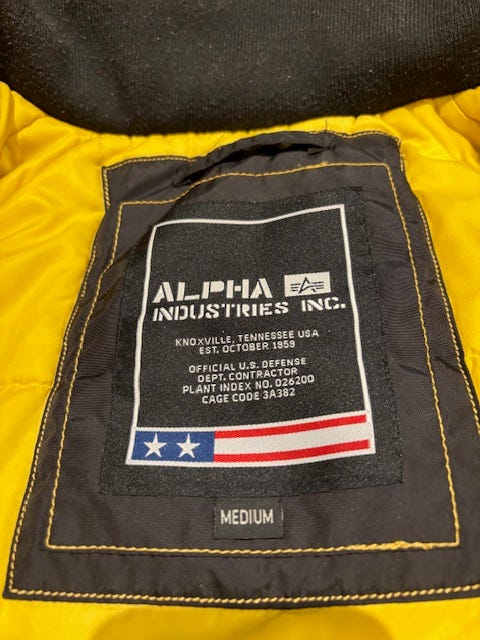 ALPHA
INDUSTRIES INC.
KNOXVILLE, TENNESSEE USA
EST. OCTOBER 1959
OFFICIAL U.S. DEFENSE
DEPT. CONTRACTOR
PLANT INDEX NO. 02620D
CAGE CODE 3A382
MEDIUM